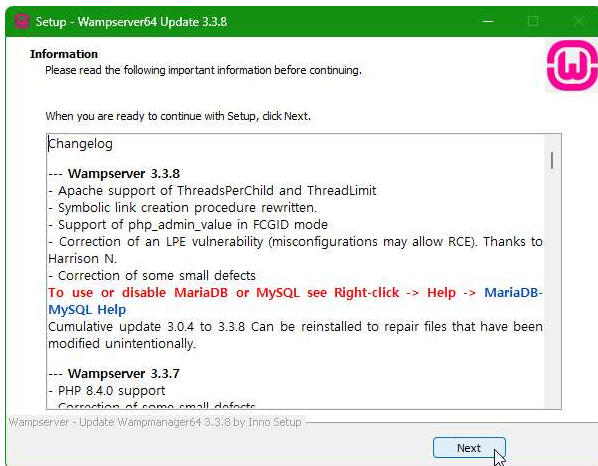 Setup - Wampserver64 Update 3.3.8
Information
Please read the following important information before continuing.
When you are ready to continue with Setup, click Next.
Changelog
--- Wampserver 3.3.8
- Apache support of ThreadsPerChild and ThreadLimit
- Symbolic link creation procedure rewritten.
- Support of php_admin_value in FCGID mode
- Correction of an LPE vulnerability (misconfigurations may allow RCE). Thanks to
Harrison N.
- Correction of some small defects
To use or disable MariaDB or MySQL see Right-click -> Help -> MariaDB-
MySQL Help
Cumulative update 3.0.4 to 3.3.8 Can be reinstalled to repair files that have been
modified unintentionally.
--- Wampserver 3.3.7
- PHP 8.4.0 support
- Correction of some small defects
Wampserver - Update Wampmanager64 3.3.8 by Inno Setup
Next